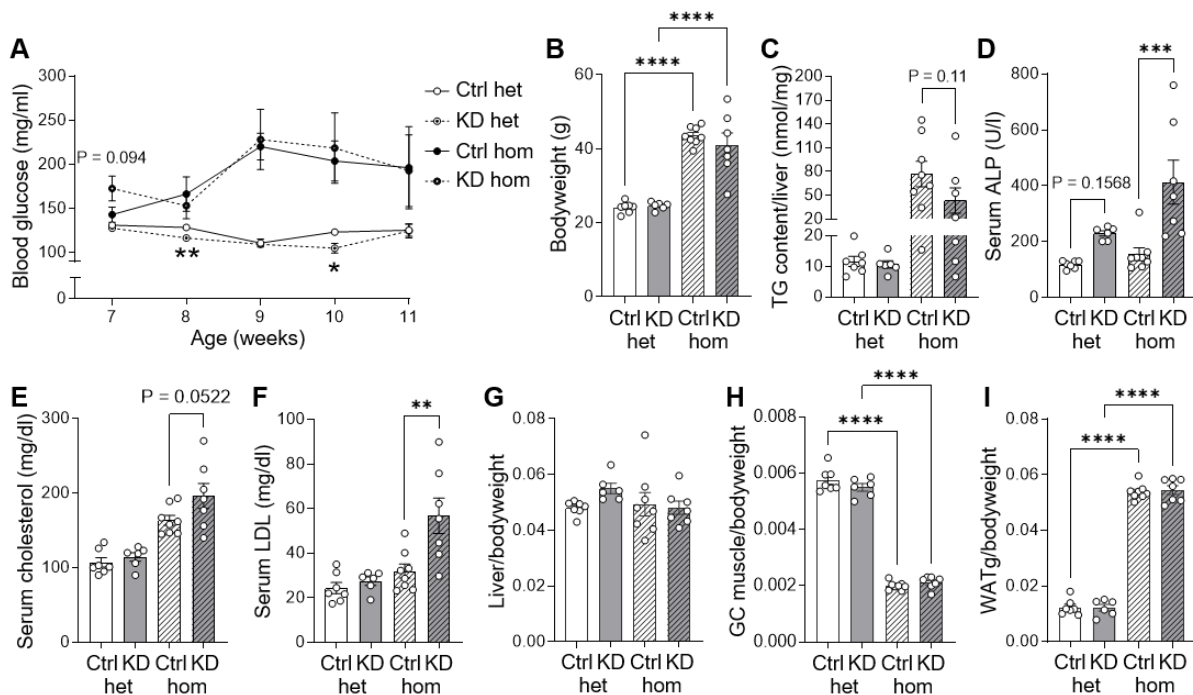 A
Blood glucose (mg/ml)
300
250
200
150
100
0
P = 0.094
**
*
7 8 9 10 11
Age (weeks)
Ctrl het
KD het
Ctrl hom
KD hom
B
Bodyweight (g)
60
40
20
0
****
****
Ctrl KD Ctrl KD
het hom
C
TG content/liver (nmol/mg)
200
170
140
110
80
50
20
10
0
P = 0.11
Ctrl KD Ctrl KD
het hom
D
Serum ALP (U/l)
800
600
400
200
0
P = 0.1568
***
Ctrl KD Ctrl KD
het hom
E
Serum cholesterol (mg/dl)
300
200
100
0
P = 0.0522
Ctrl KD Ctrl KD
het hom
F
Serum LDL (mg/dl)
100
80
60
40
20
0
**
Ctrl KD Ctrl KD
het hom
G
Liver/bodyweight
0.08
0.06
0.04
0.02
0.00
Ctrl KD Ctrl KD
het hom
H
GC muscle/bodyweight
0.008
0.006
0.004
0.002
0.000
****
****
Ctrl KD Ctrl KD
het hom
I
WATg/bodyweight
0.08
0.06
0.04
0.02
0.00
****
****
Ctrl KD Ctrl KD
het hom